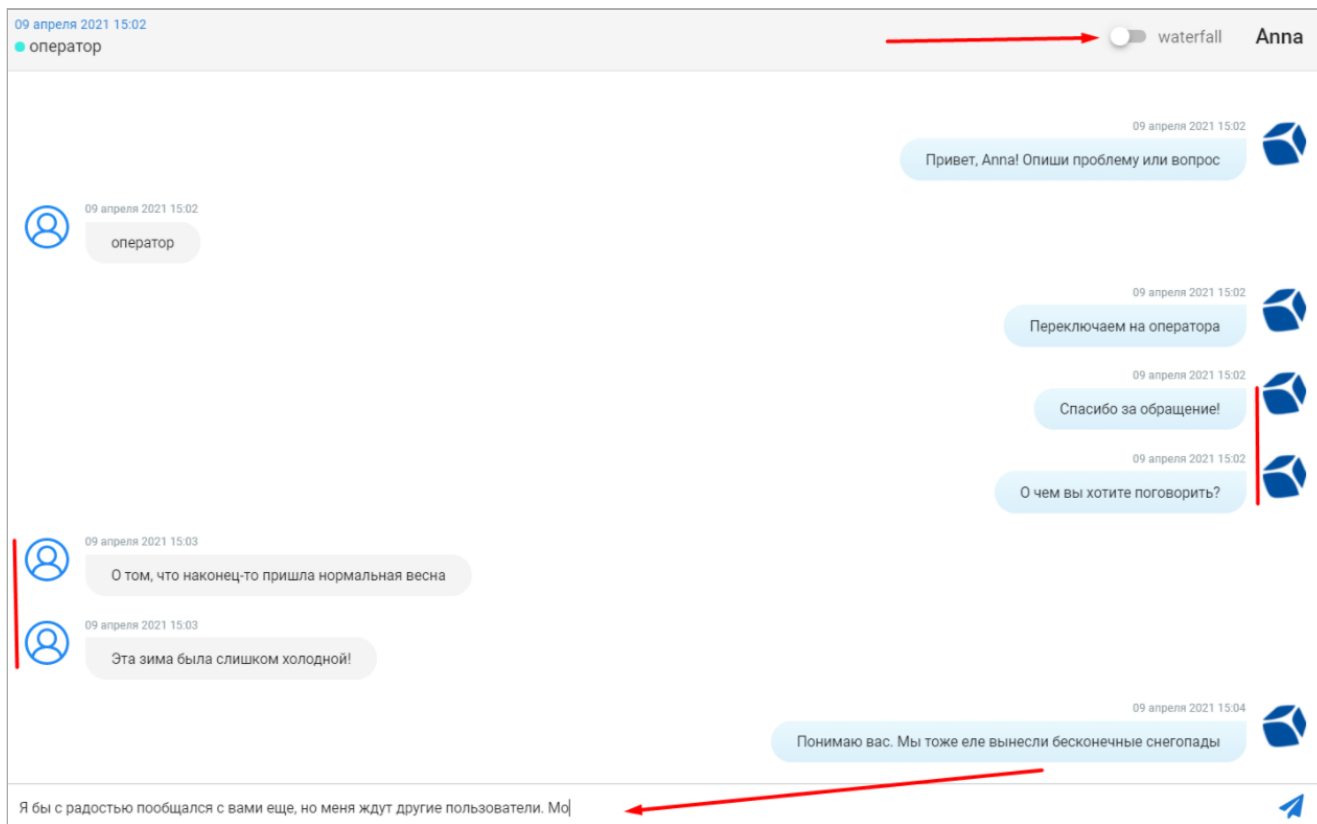 09 апреля 2021 15:02
оператор
waterfall
Anna
09 апреля 2021 15:02
Привет, Anna! Опиши проблему или вопрос
09 апреля 2021 15:02
оператор
09 апреля 2021 15:02
Переключаем на оператора
09 апреля 2021 15:02
Спасибо за обращение!
09 апреля 2021 15:02
О чем вы хотите поговорить?
09 апреля 2021 15:03
О том, что наконец-то пришла нормальная весна
09 апреля 2021 15:03
Эта зима была слишком холодной!
09 апреля 2021 15:04
Понимаю вас. Мы тоже еле вынесли бесконечные снегопады
Я бы с радостью пообщался с вами еще, но меня ждут другие пользователи. Мо